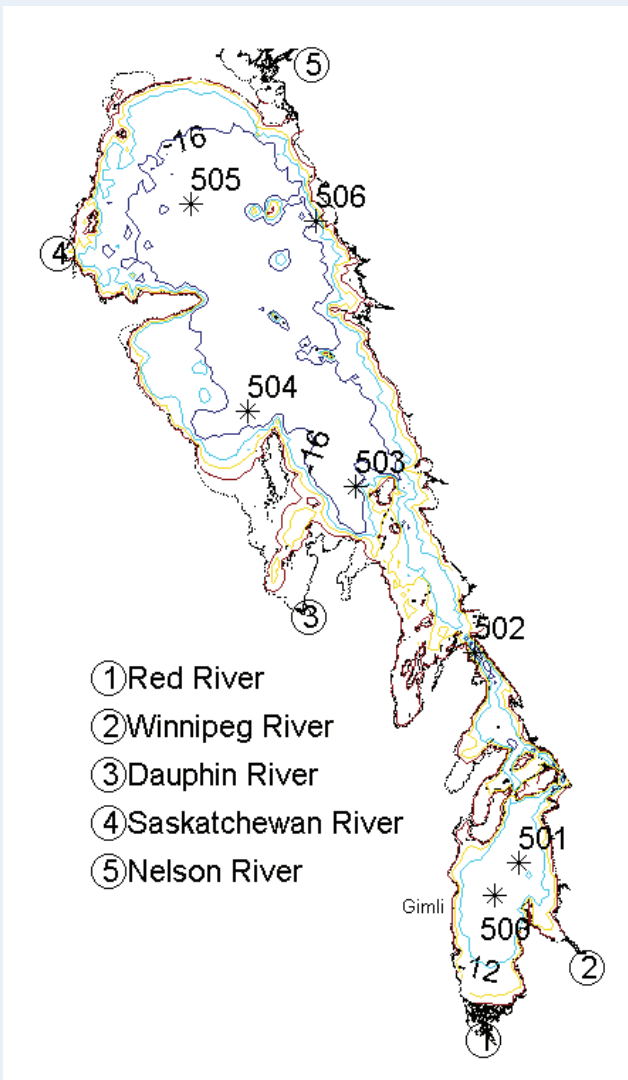 5
-16
505
506
4
504
-16
503
3
502
1 Red River
2 Winnipeg River
3 Dauphin River
4 Saskatchewan River
5 Nelson River
501
Gimli
500
-12
2
1